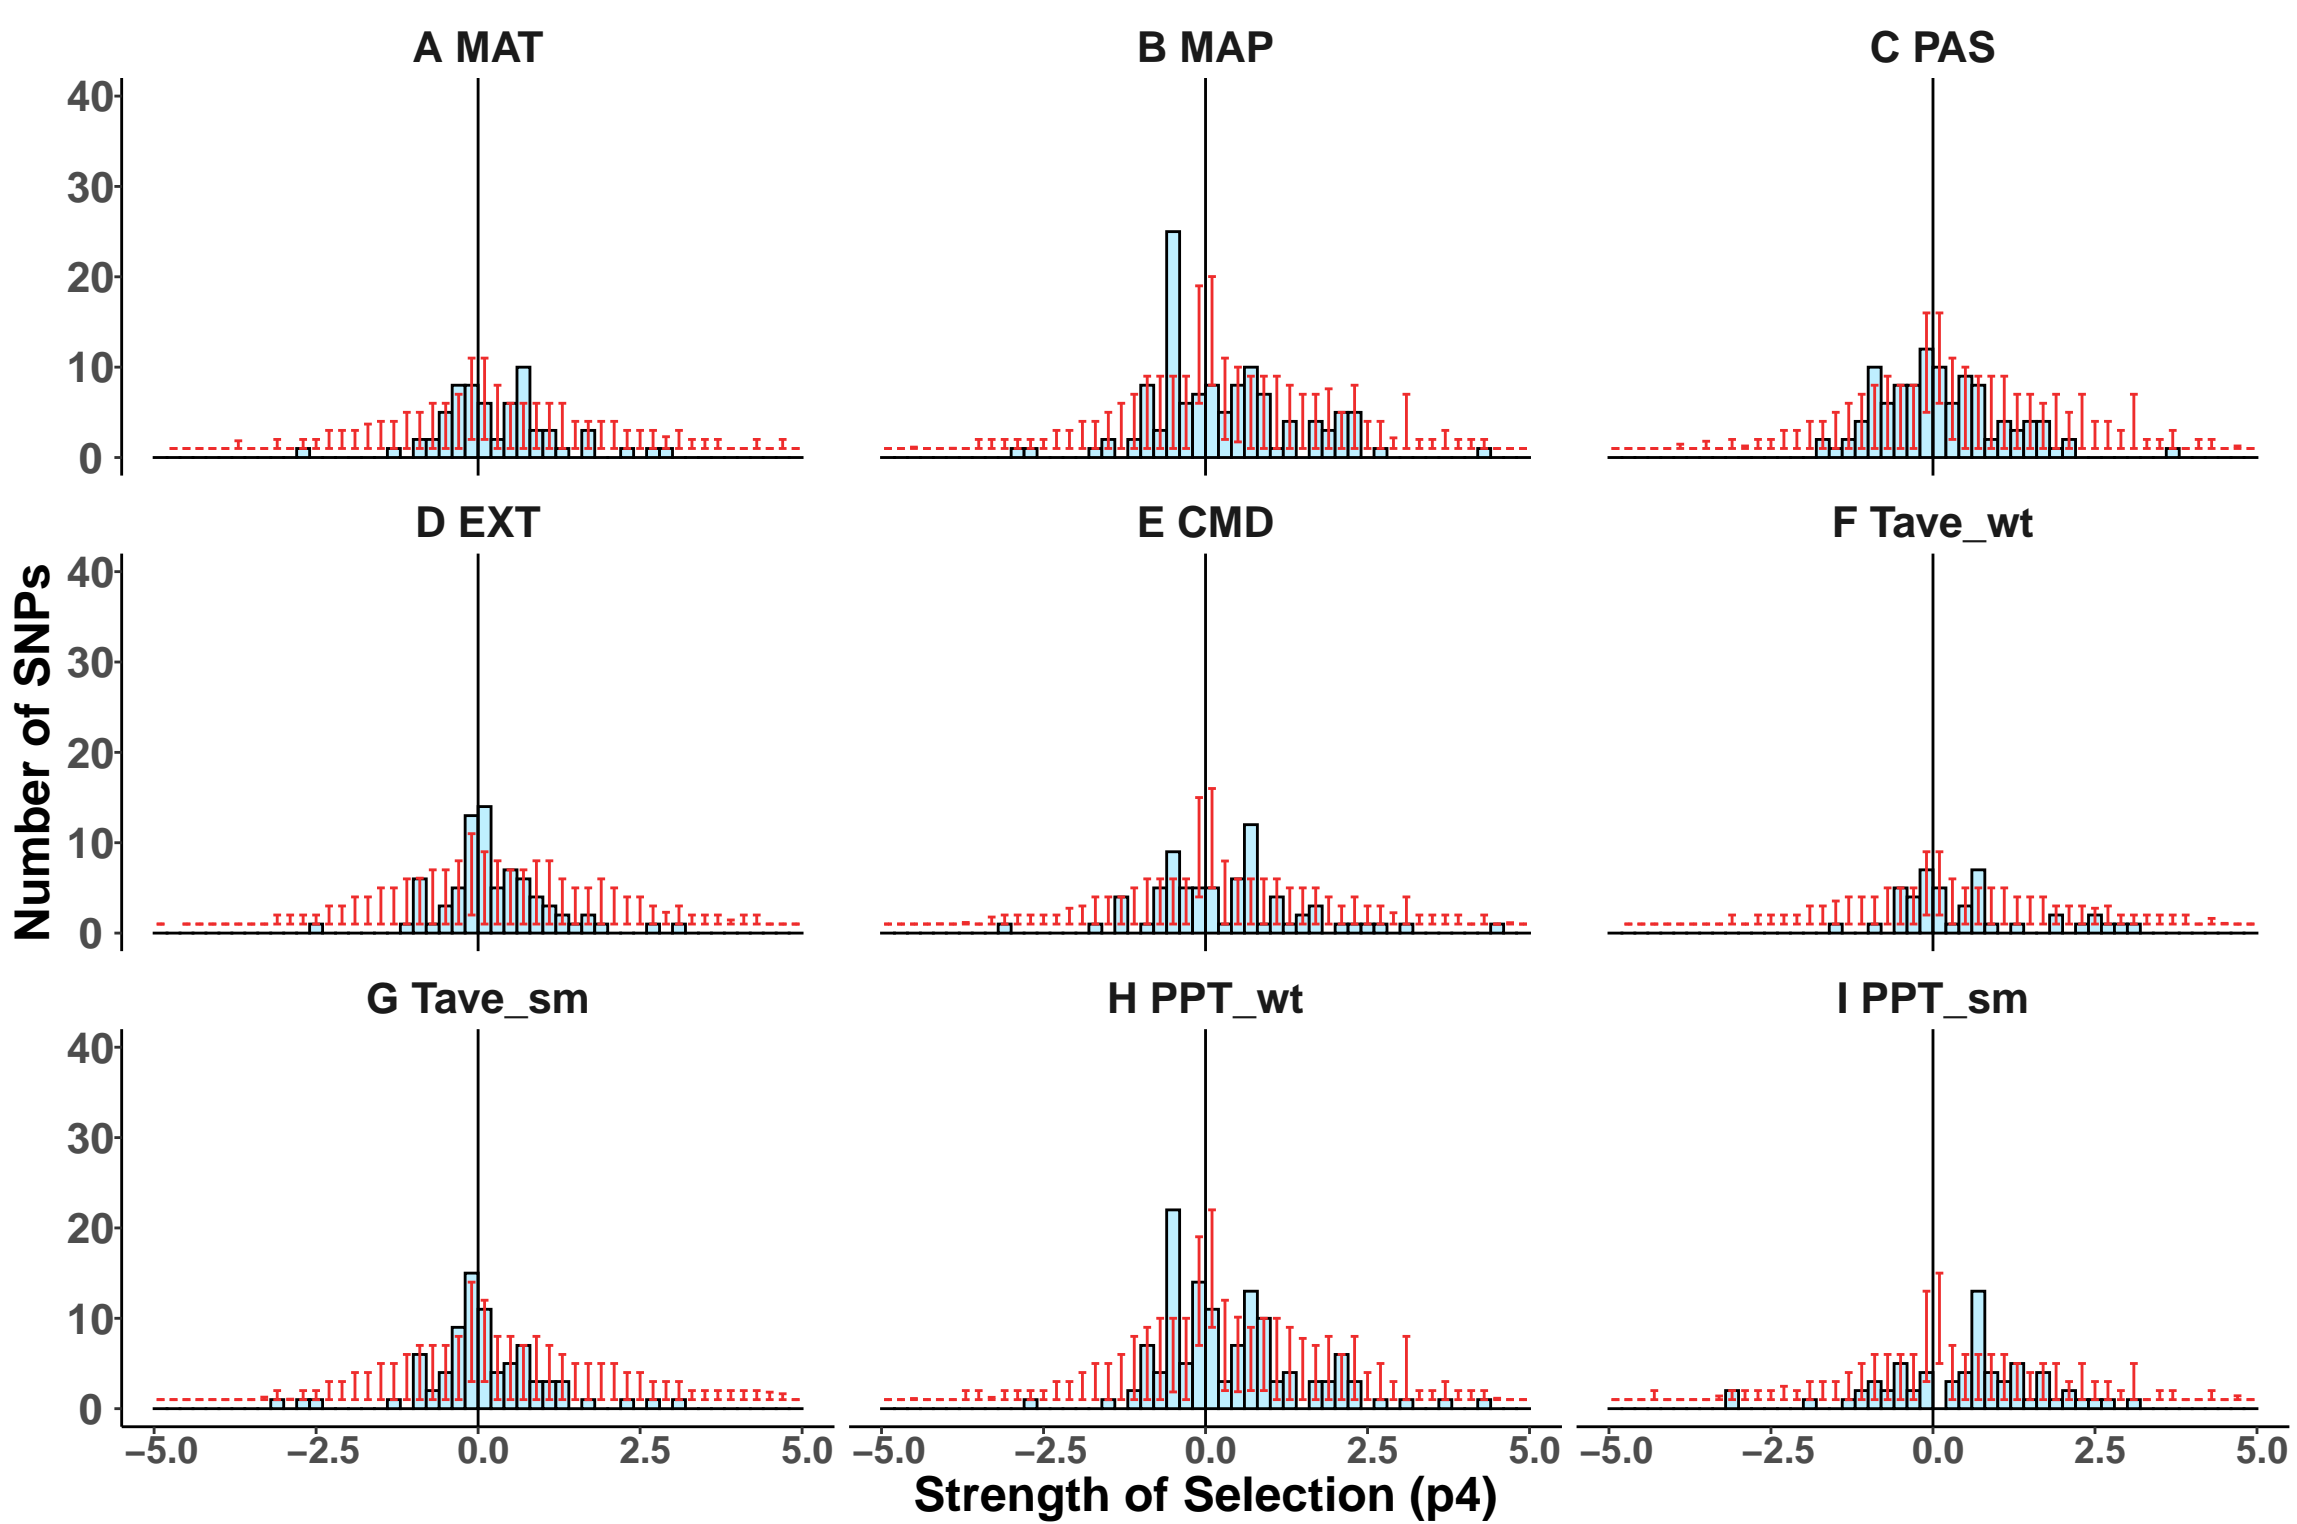 A MAT
B MAP
C PAS
40
30
20
10
0
D EXT
E CMD
F Tave_wt
Number of SNPs
40
30
20
10
0
G Tave_sm
H PPT_wt
I PPT_sm
40
30
20
10
0
−5.0 −2.5 0.0 2.5 5.0
−5.0 −2.5 0.0 2.5 5.0
−5.0 −2.5 0.0 2.5 5.0
Strength of Selection (p4)